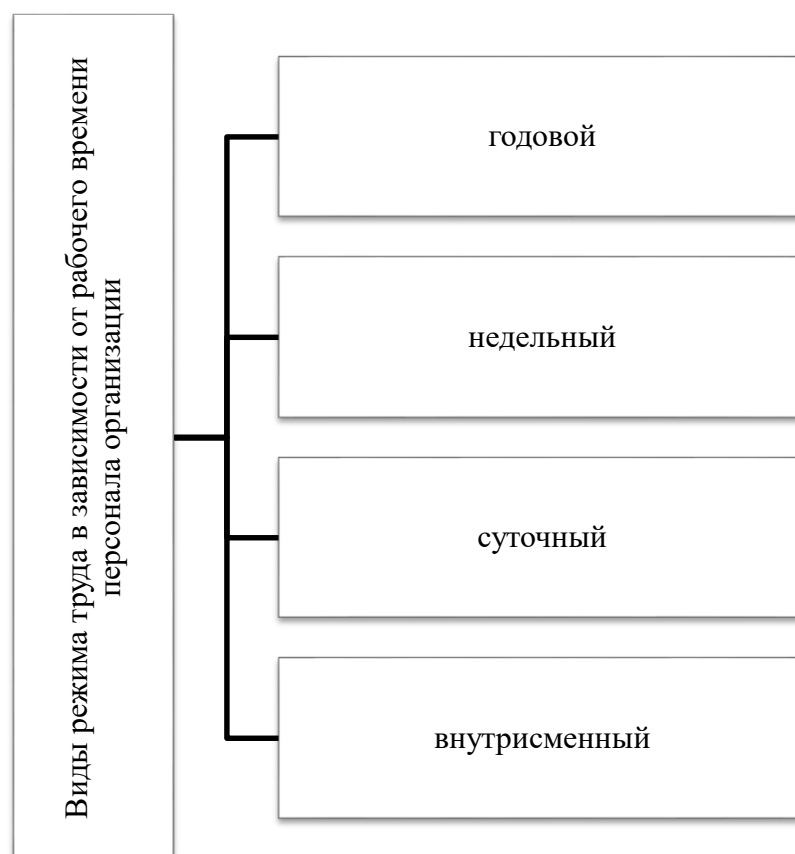 Виды режима труда в зависимости от рабочего времени
персонала организации
годовой
недельный
суточный
внутрисменный